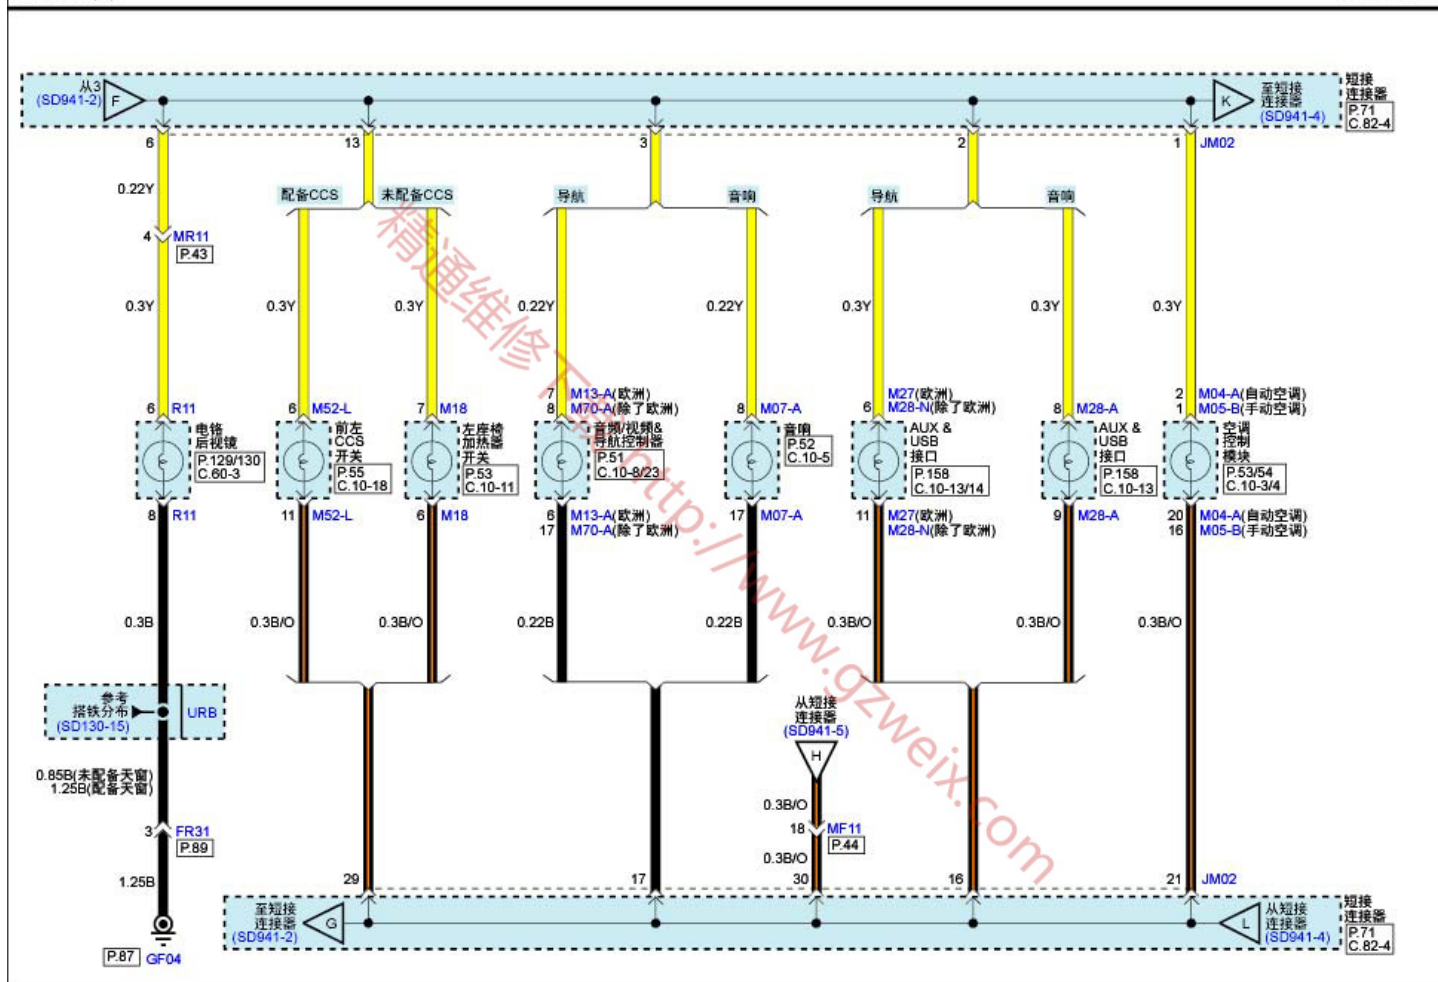 从3
(SD941-2)
F
K
至短接
连接器
(SD941-4)
短接
连接器
P.71
C.82-4
6
13
3
2
1
JM02
0.22Y
配备CCS
未配备CCS
导航
音响
导航
音响
4
MR11
P.43
0.3Y
0.3Y
0.3Y
0.22Y
0.22Y
0.3Y
0.3Y
0.3Y
6 R11
6 M52-L
7 M18
7 M13-A(欧洲)
8 M70-A(除了欧洲)
8 M07-A
M27(欧洲)
6 M28-N(除了欧洲)
8 M28-A
2 M04-A(自动空调)
1 M05-B(手动空调)
电铬
后视镜
P.129/130
C.60-3
前左
CCS
开关
P.55
C.10-18
左座椅
加热器
开关
P.53
C.10-11
音频/视频&
导航控制器
P.51
C.10-8/23
音响
P.52
C.10-5
AUX &
USB
接口
P.158
C.10-13/14
AUX &
USB
接口
P.158
C.10-13
空调
控制
模块
P.53/54
C.10-3/4
8 R11
11 M52-L
6 M18
6 M13-A(欧洲)
17 M70-A(除了欧洲)
17 M07-A
11 M27(欧洲)
M28-N(除了欧洲)
9 M28-A
20 M04-A(自动空调)
16 M05-B(手动空调)
0.3B
0.3B/O
0.3B/O
0.22B
0.22B
0.3B/O
0.3B/O
0.3B/O
参考
搭铁分布
(SD130-15)
URB
从短接
连接器
(SD941-5)
H
0.85B(未配备天窗)
1.25B(配备天窗)
0.3B/O
18 MF11
P.44
0.3B/O
3 FR31
P.89
1.25B
29
17
30
16
21
JM02
至短接
连接器
(SD941-2)
G
L
从短接
连接器
(SD941-4)
短接
连接器
P.71
C.82-4
P.87
GF04
精通维修下载 http://www.gzweix.com